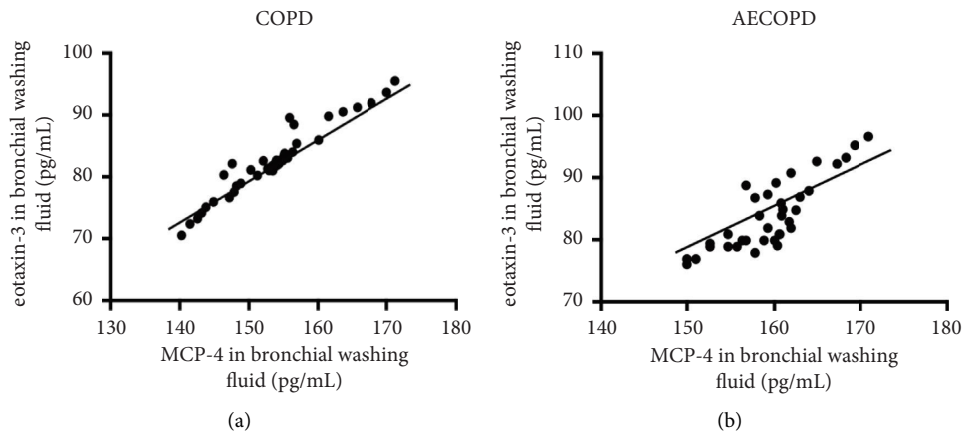 COPD
eotaxin-3 in bronchial washing
fluid (pg/mL)
100
90
80
70
60
130 140 150 160 170 180
MCP-4 in bronchial washing
fluid (pg/mL)
(a)
AECOPD
eotaxin-3 in bronchial washing
fluid (pg/mL)
110
100
90
80
70
140 150 160 170 180
MCP-4 in bronchial washing
fluid (pg/mL)
(b)